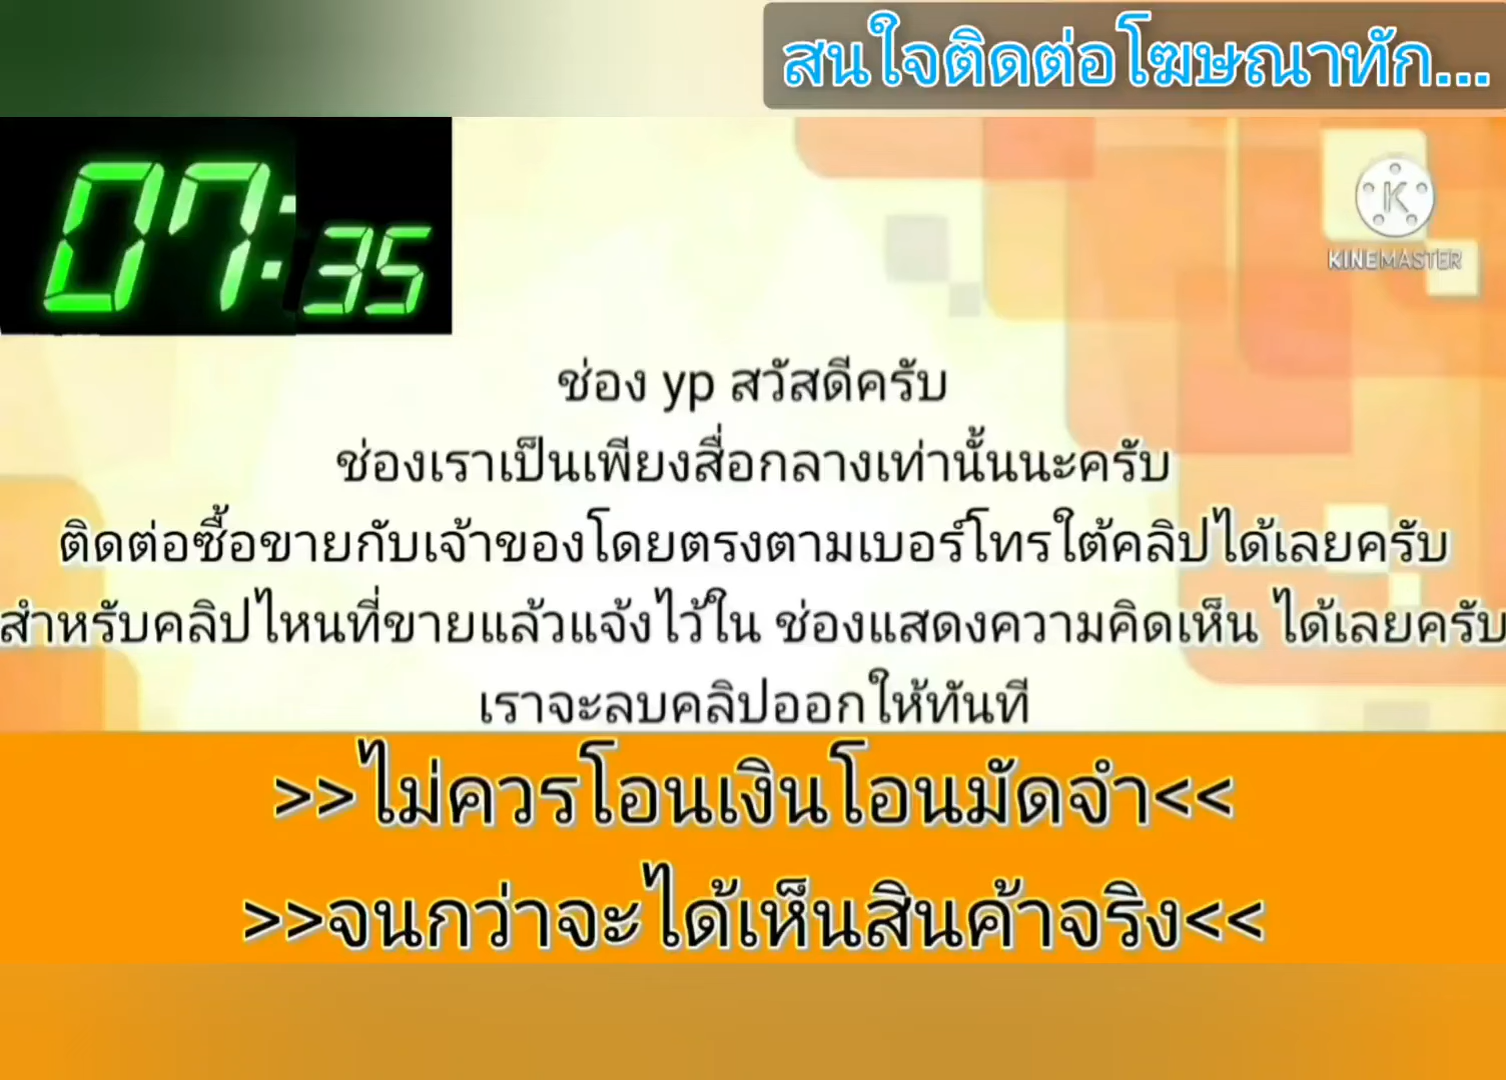 สนใจติดต่อโฆษณาทัก...
07:35
KINEMASTER
ช่อง yp สวัสดีครับ
ช่องเราเป็นเพียงสื่อกลางเท่านั้นนะครับ
ติดต่อซื้อขายกับเจ้าของโดยตรงตามเบอร์โทรใต้คลิปได้เลยครับ
สำหรับคลิปไหนที่ขายแล้วแจ้งไว้ใน ช่องแสดงความคิดเห็น ได้เลยครับ
เราจะลบคลิปออกให้ทันที
>>ไม่ควรโอนเงินโอนมัดจำ<<
>>จนกว่าจะได้เห็นสินค้าจริง<<